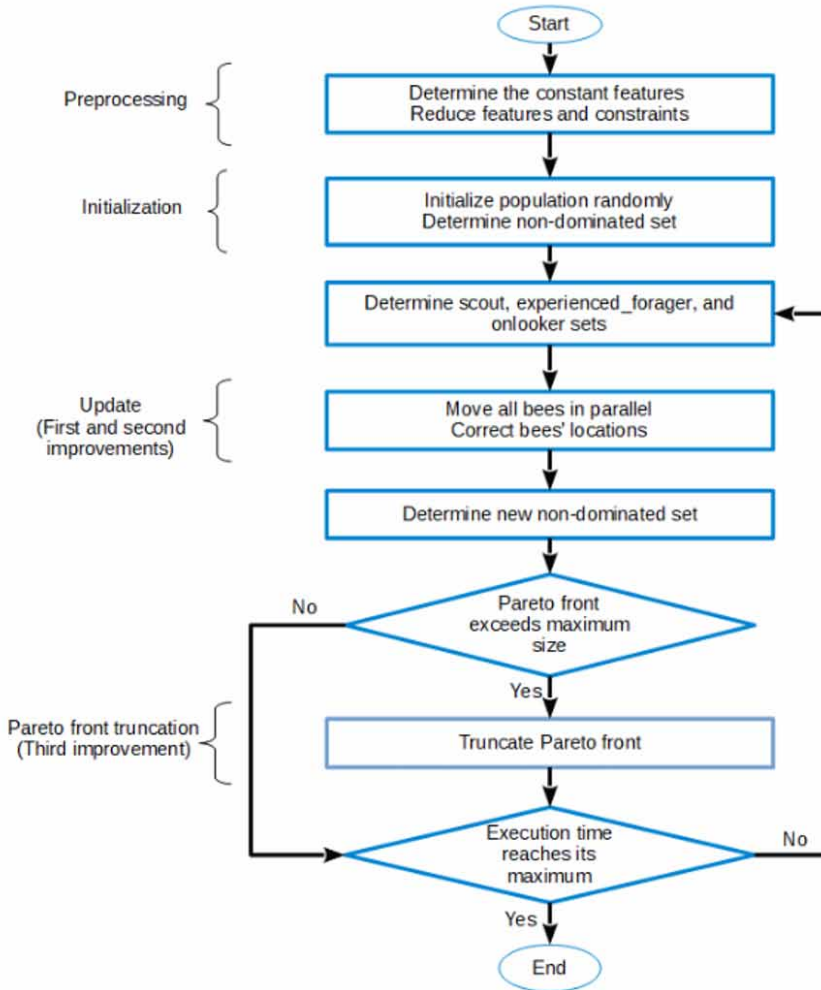 Start
Preprocessing
Determine the constant features
Reduce features and constraints
Initialization
Initialize population randomly
Determine non-dominated set
Determine scout, experienced_forager, and
onlooker sets
Update
(First and second
improvements)
Move all bees in parallel
Correct bees' locations
Determine new non-dominated set
Pareto front
exceeds maximum
size
No
Yes
Pareto front truncation
(Third improvement)
Truncate Pareto front
Execution time
reaches its
maximum
No
Yes
End